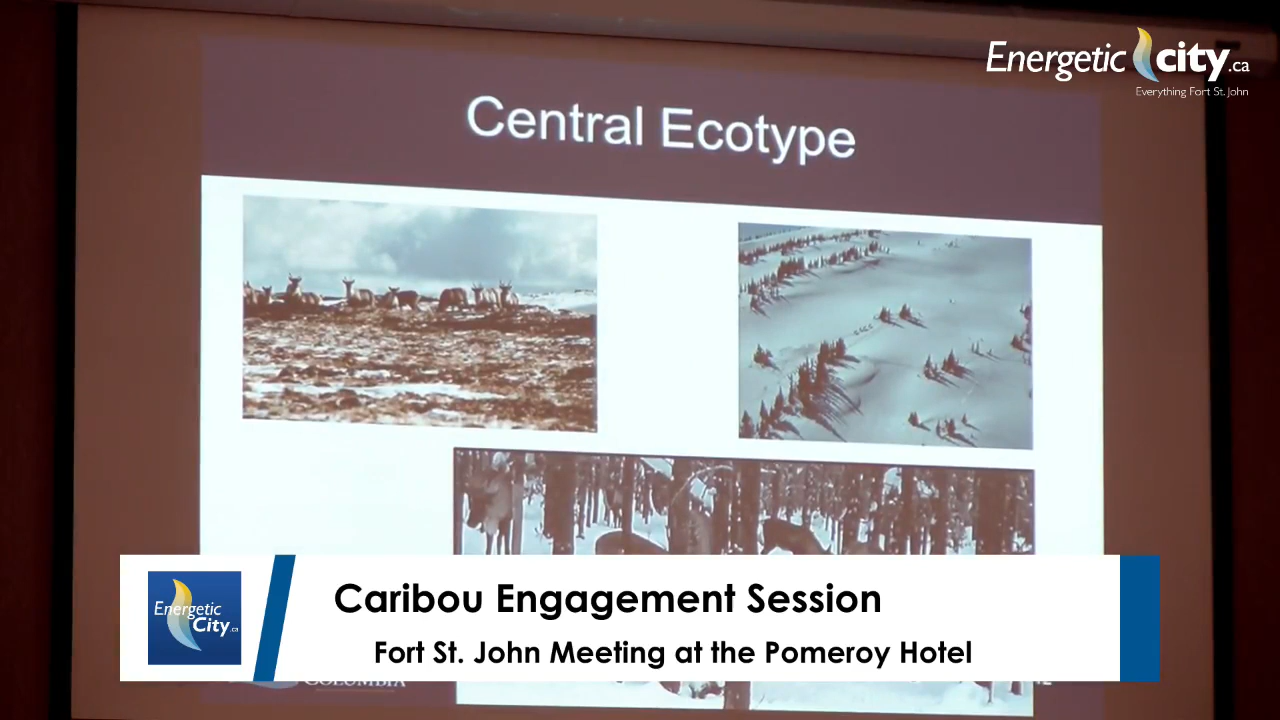 Energetic city.ca
Everything Fort St. John
Central Ecotype
Energetic
City.ca
Caribou Engagement Session
Fort St. John Meeting at the Pomeroy Hotel
COLUMBIA